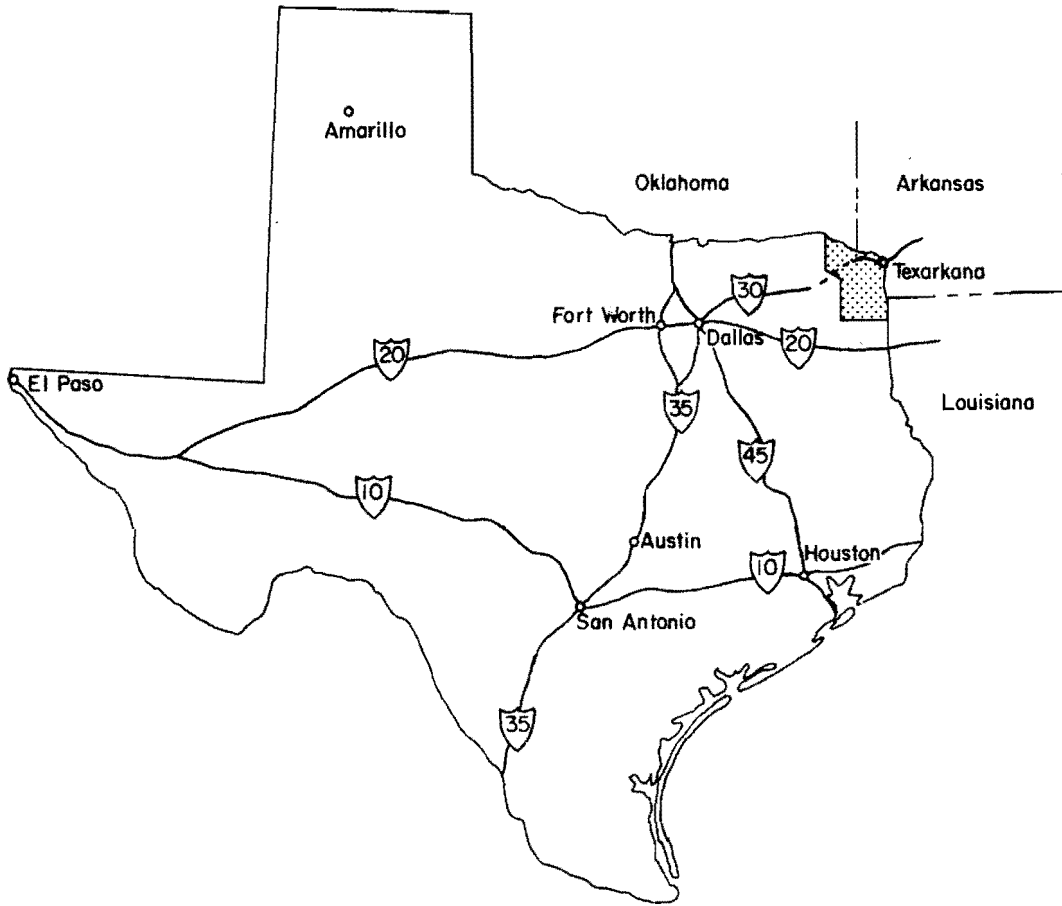 Amarillo
Oklahoma
Arkansas
Texarkana
30
Fort Worth
Dallas
20
20
El Paso
35
Louisiana
45
10
Austin
Houston
10
San Antonio
35